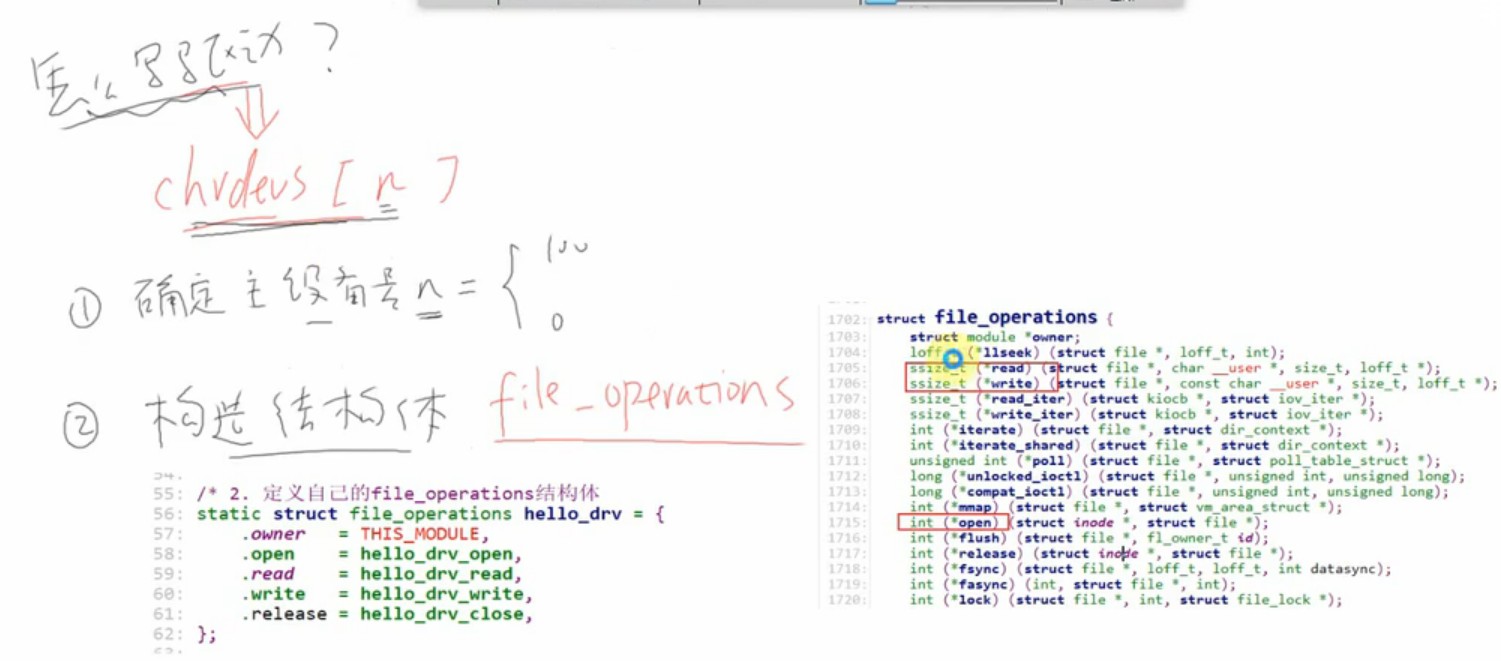 怎么写驱动?
chrdevs [ n ]
① 确定主设备号 n = { 100
0
② 构造结构体 file_operations
54:
55: /* 2. 定义自己的file_operations结构体
56: static struct file_operations hello_drv = {
57: .owner = THIS_MODULE,
58: .open = hello_drv_open,
59: .read = hello_drv_read,
60: .write = hello_drv_write,
61: .release = hello_drv_close,
62: };
1702: struct file_operations {
1703: struct module *owner;
1704: (*llseek) (struct file *, loff_t, int);
1705: ssize_t (*read) (struct file *, char __user *, size_t, loff_t *);
1706: ssize_t (*write) (struct file *, const char __user *, size_t, loff_t *);
1707: ssize_t (*read_iter) (struct kiocb *, struct iov_iter *);
1708: ssize_t (*write_iter) (struct kiocb *, struct iov_iter *);
1709: int (*iterate) (struct file *, struct dir_context *);
1710: int (*iterate_shared) (struct file *, struct dir_context *);
1711: unsigned int (*poll) (struct file *, struct poll_table_struct *);
1712: long (*unlocked_ioctl) (struct file *, unsigned int, unsigned long);
1713: long (*compat_ioctl) (struct file *, unsigned int, unsigned long);
1714: int (*mmap) (struct file *, struct vm_area_struct *);
1715: int (*open) (struct inode *, struct file *);
1716: int (*flush) (struct file *, fl_owner_t id);
1717: int (*release) (struct inode *, struct file *);
1718: int (*fsync) (struct file *, loff_t, loff_t, int datasync);
1719: int (*fasync) (int, struct file *, int);
1720: int (*lock) (struct file *, int, struct file_lock *);